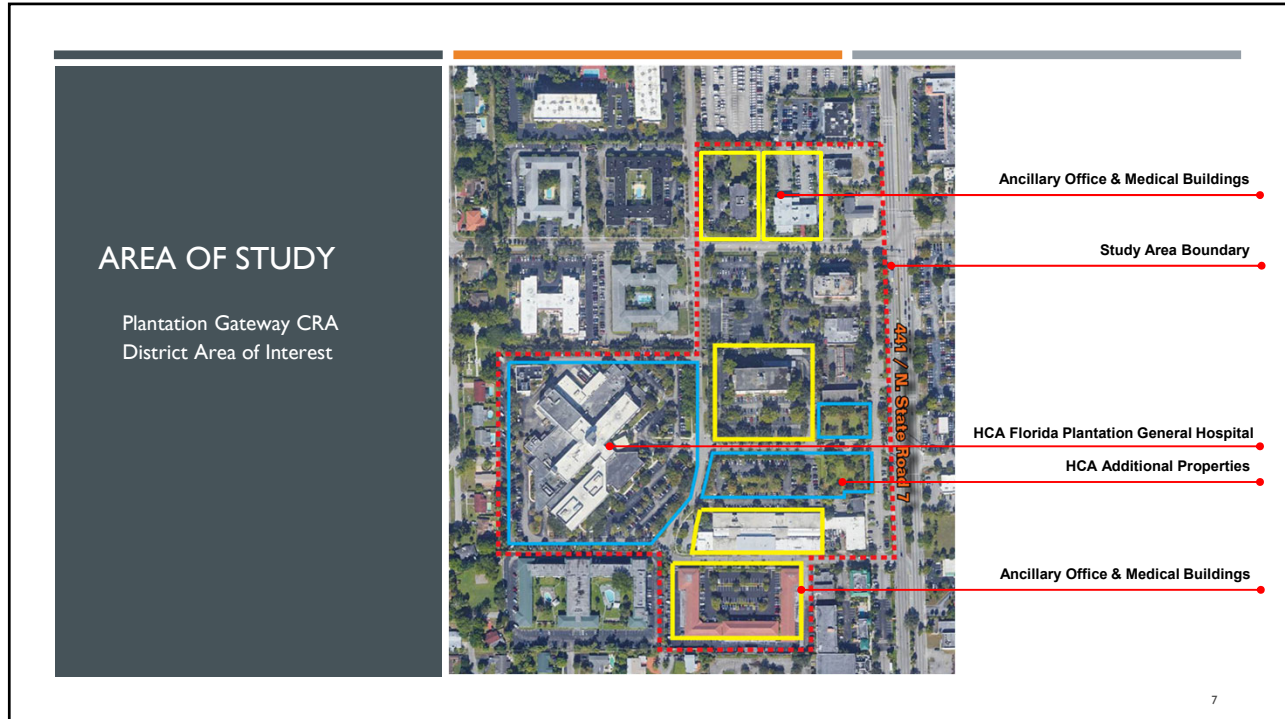 AREA OF STUDY
Plantation Gateway CRA
District Area of Interest
Ancillary Office & Medical Buildings
Study Area Boundary
441 / N. State Road 7
HCA Florida Plantation General Hospital
HCA Additional Properties
Ancillary Office & Medical Buildings
7